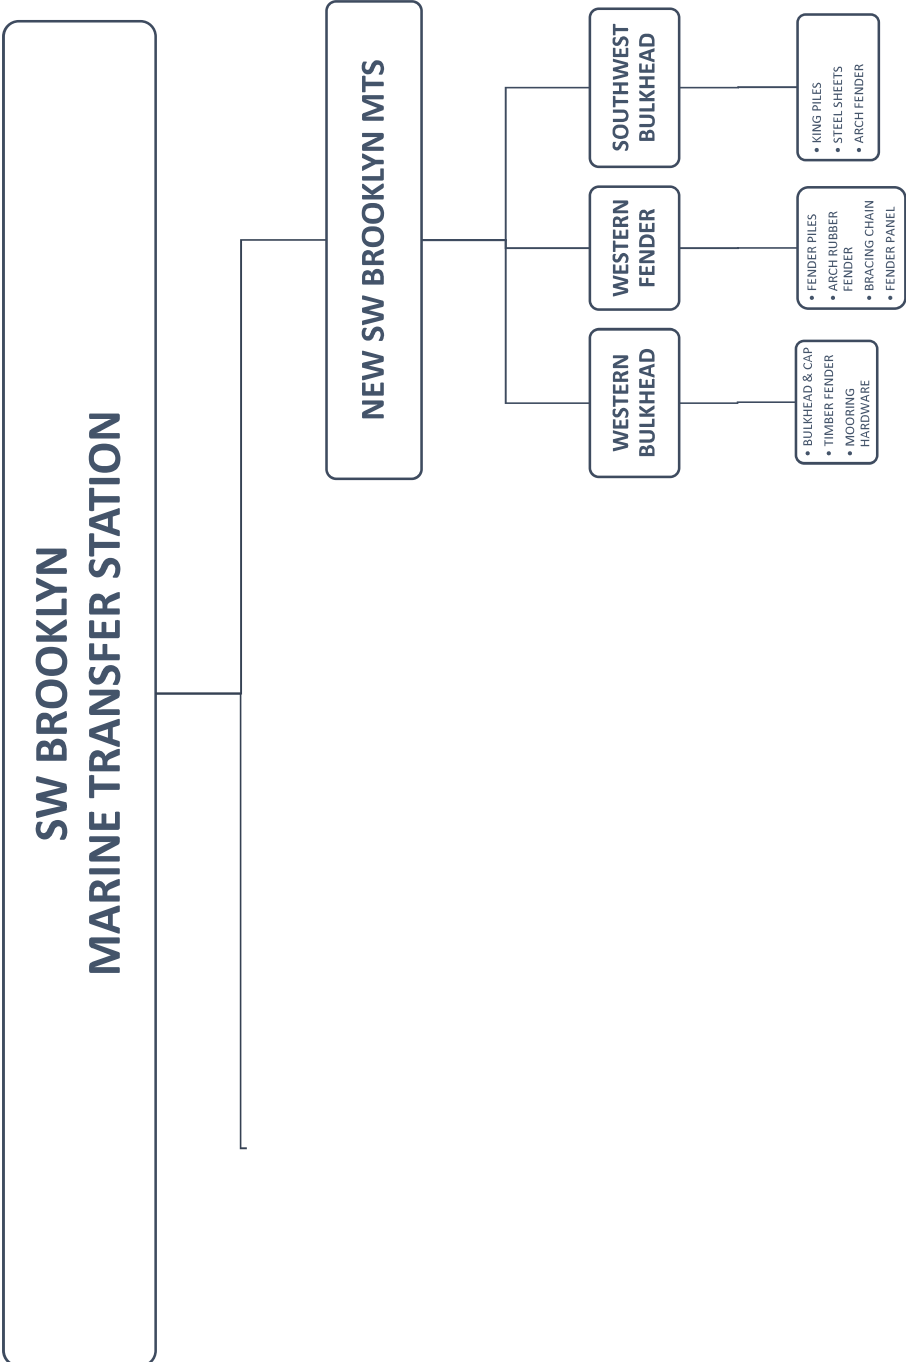 SW BROOKLYN
MARINE TRANSFER STATION
NEW SW BROOKLYN MTS
WESTERN
BULKHEAD
WESTERN
FENDER
SOUTHWEST
BULKHEAD
• BULKHEAD & CAP
• TIMBER FENDER
• MOORING
HARDWARE
• FENDER PILES
• ARCH RUBBER
FENDER
• BRACING CHAIN
• FENDER PANEL
• KING PILES
• STEEL SHEETS
• ARCH FENDER